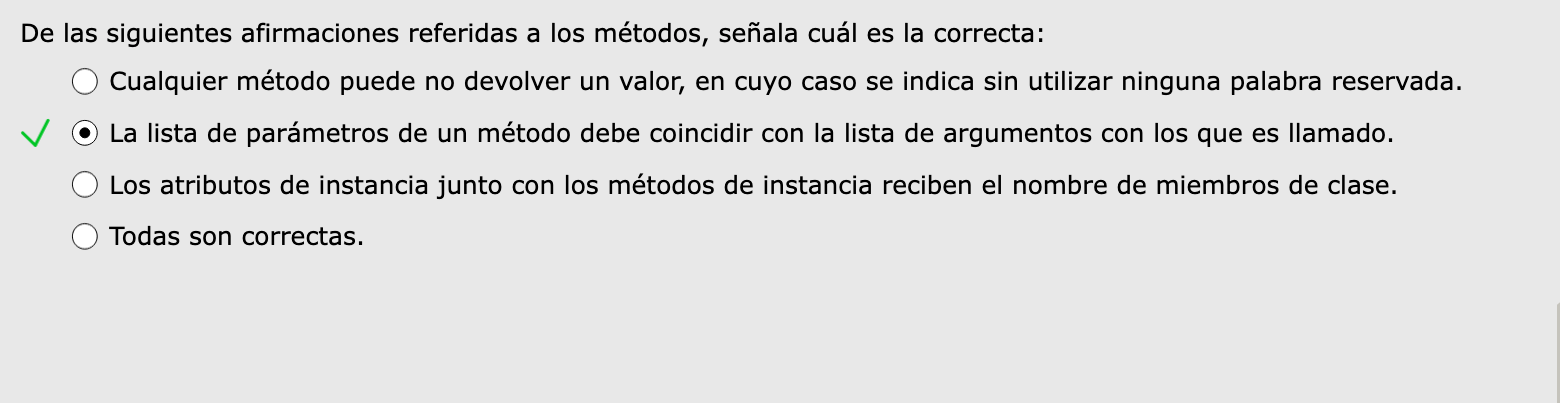 De las siguientes afirmaciones referidas a los métodos, señala cuál es la correcta:
Cualquier método puede no devolver un valor, en cuyo caso se indica sin utilizar ninguna palabra reservada.
La lista de parámetros de un método debe coincidir con la lista de argumentos con los que es llamado.
Los atributos de instancia junto con los métodos de instancia reciben el nombre de miembros de clase.
Todas son correctas.